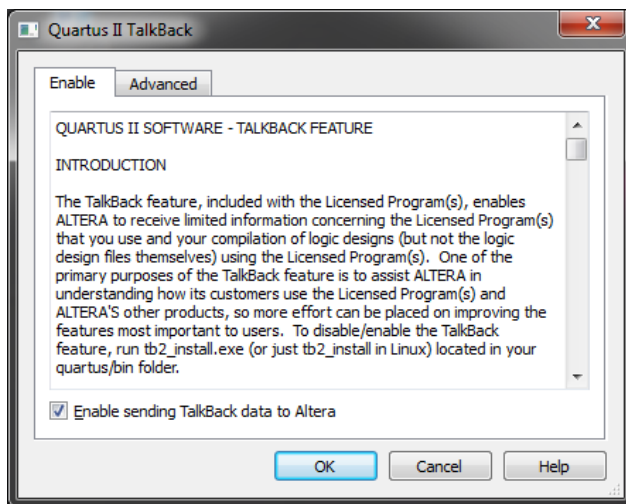 Quartus II TalkBack
Enable
Advanced
QUARTUS II SOFTWARE - TALKBACK FEATURE
INTRODUCTION
The TalkBack feature, included with the Licensed Program(s), enables
ALTERA to receive limited information concerning the Licensed Program(s)
that you use and your compilation of logic designs (but not the logic
design files themselves) using the Licensed Program(s).  One of the
primary purposes of the TalkBack feature is to assist ALTERA in
understanding how its customers use the Licensed Program(s) and
ALTERA'S other products, so more effort can be placed on improving the
features most important to users.  To disable/enable the TalkBack
feature, run tb2_install.exe (or just tb2_install in Linux) located in your
quartus/bin folder.
Enable sending TalkBack data to Altera
OK
Cancel
Help